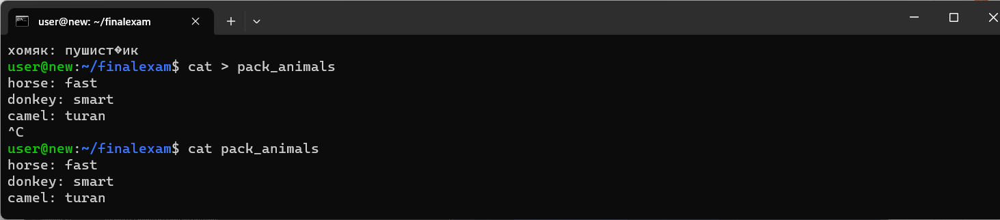 user@new: ~/finalexam
хомяк: пушист�ик
user@new:~/finalexam$ cat > pack_animals
horse: fast
donkey: smart
camel: turan
^C
user@new:~/finalexam$ cat pack_animals
horse: fast
donkey: smart
camel: turan